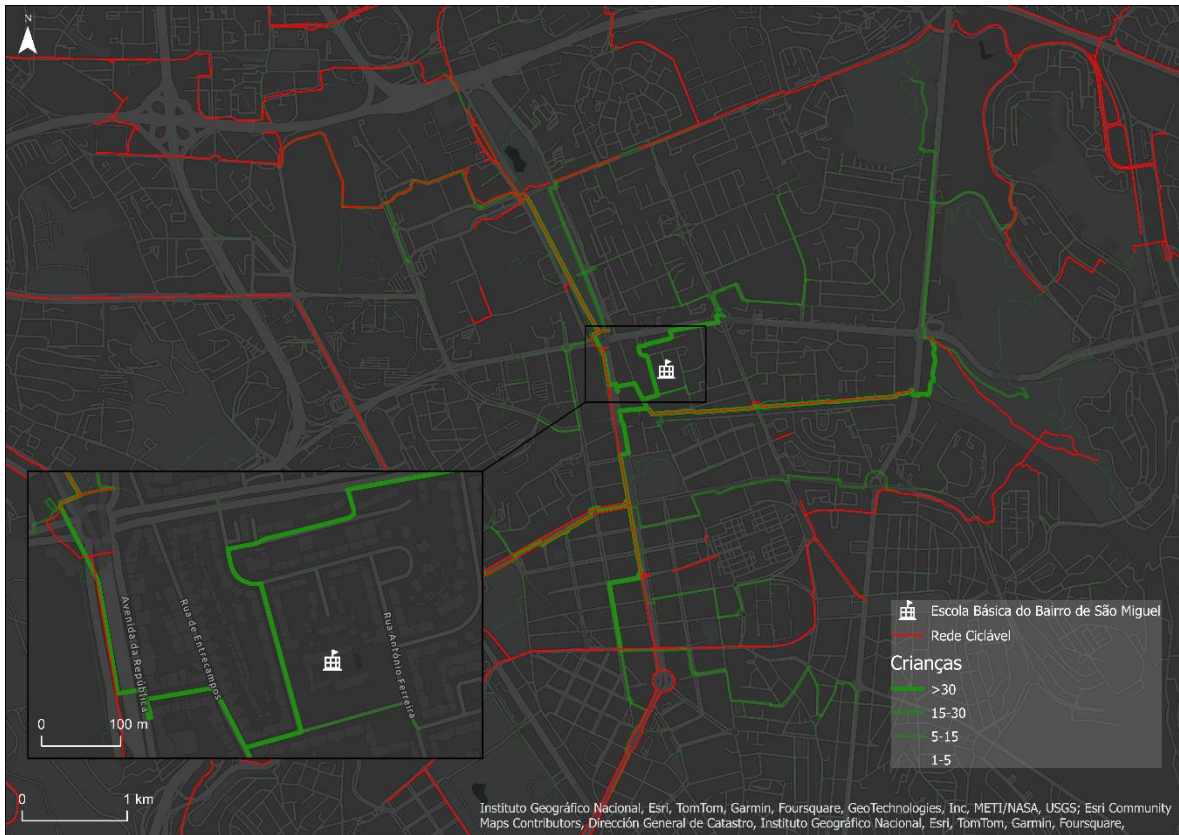 N
Avenida da República
Rua de Entrecampos
Rua António Ferreira
0 100 m
0 1 km
Escola Básica do Bairro de São Miguel
Rede Ciclável
Crianças
>30
15-30
5-15
1-5
Instituto Geográfico Nacional, Esri, TomTom, Garmin, Foursquare, GeoTechnologies, Inc, METI/NASA, USGS; Esri Community
Maps Contributors, Dirección General de Catastro, Instituto Geográfico Nacional, Esri, TomTom, Garmin, Foursquare,